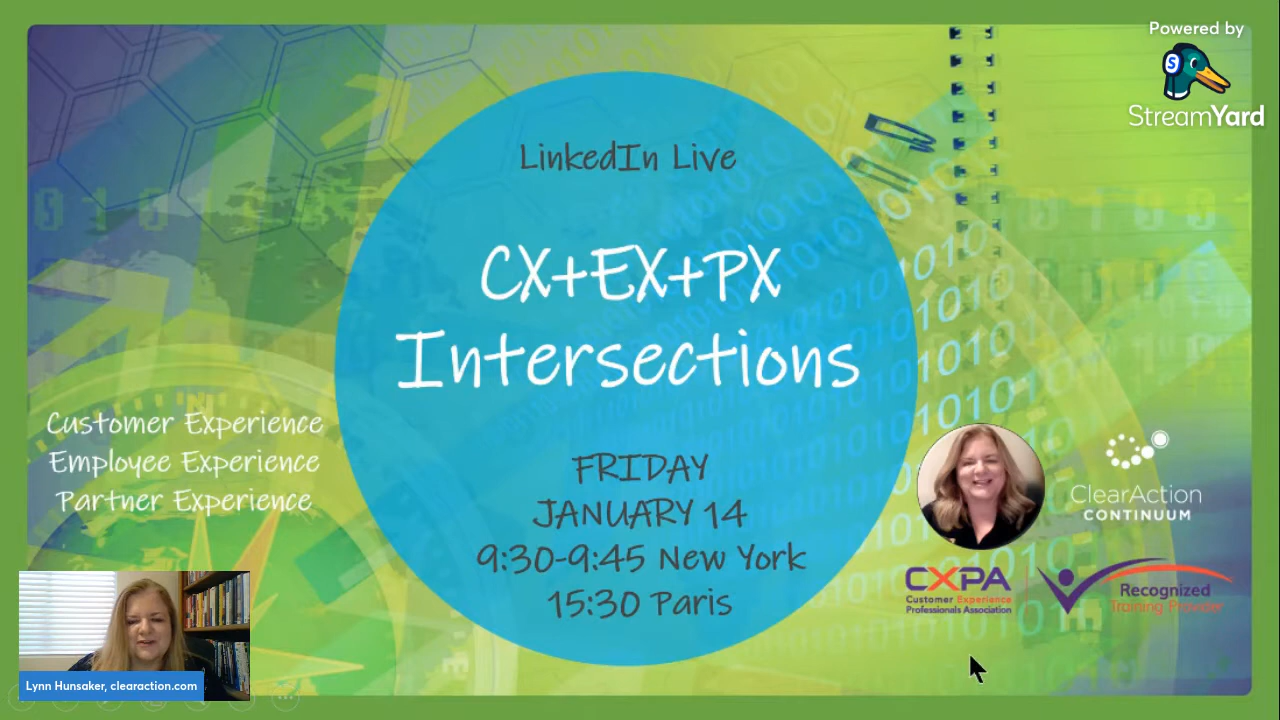 Powered by
StreamYard
LinkedIn Live
CX+EX+PX
Intersections
Customer Experience
Employee Experience
Partner Experience
FRIDAY
JANUARY 14
9:30-9:45 New York
15:30 Paris
ClearAction
CONTINUUM
CXPA
Customer Experience
Professionals Association
Recognized
Training Provider
Lynn Hunsaker, clearaction.com